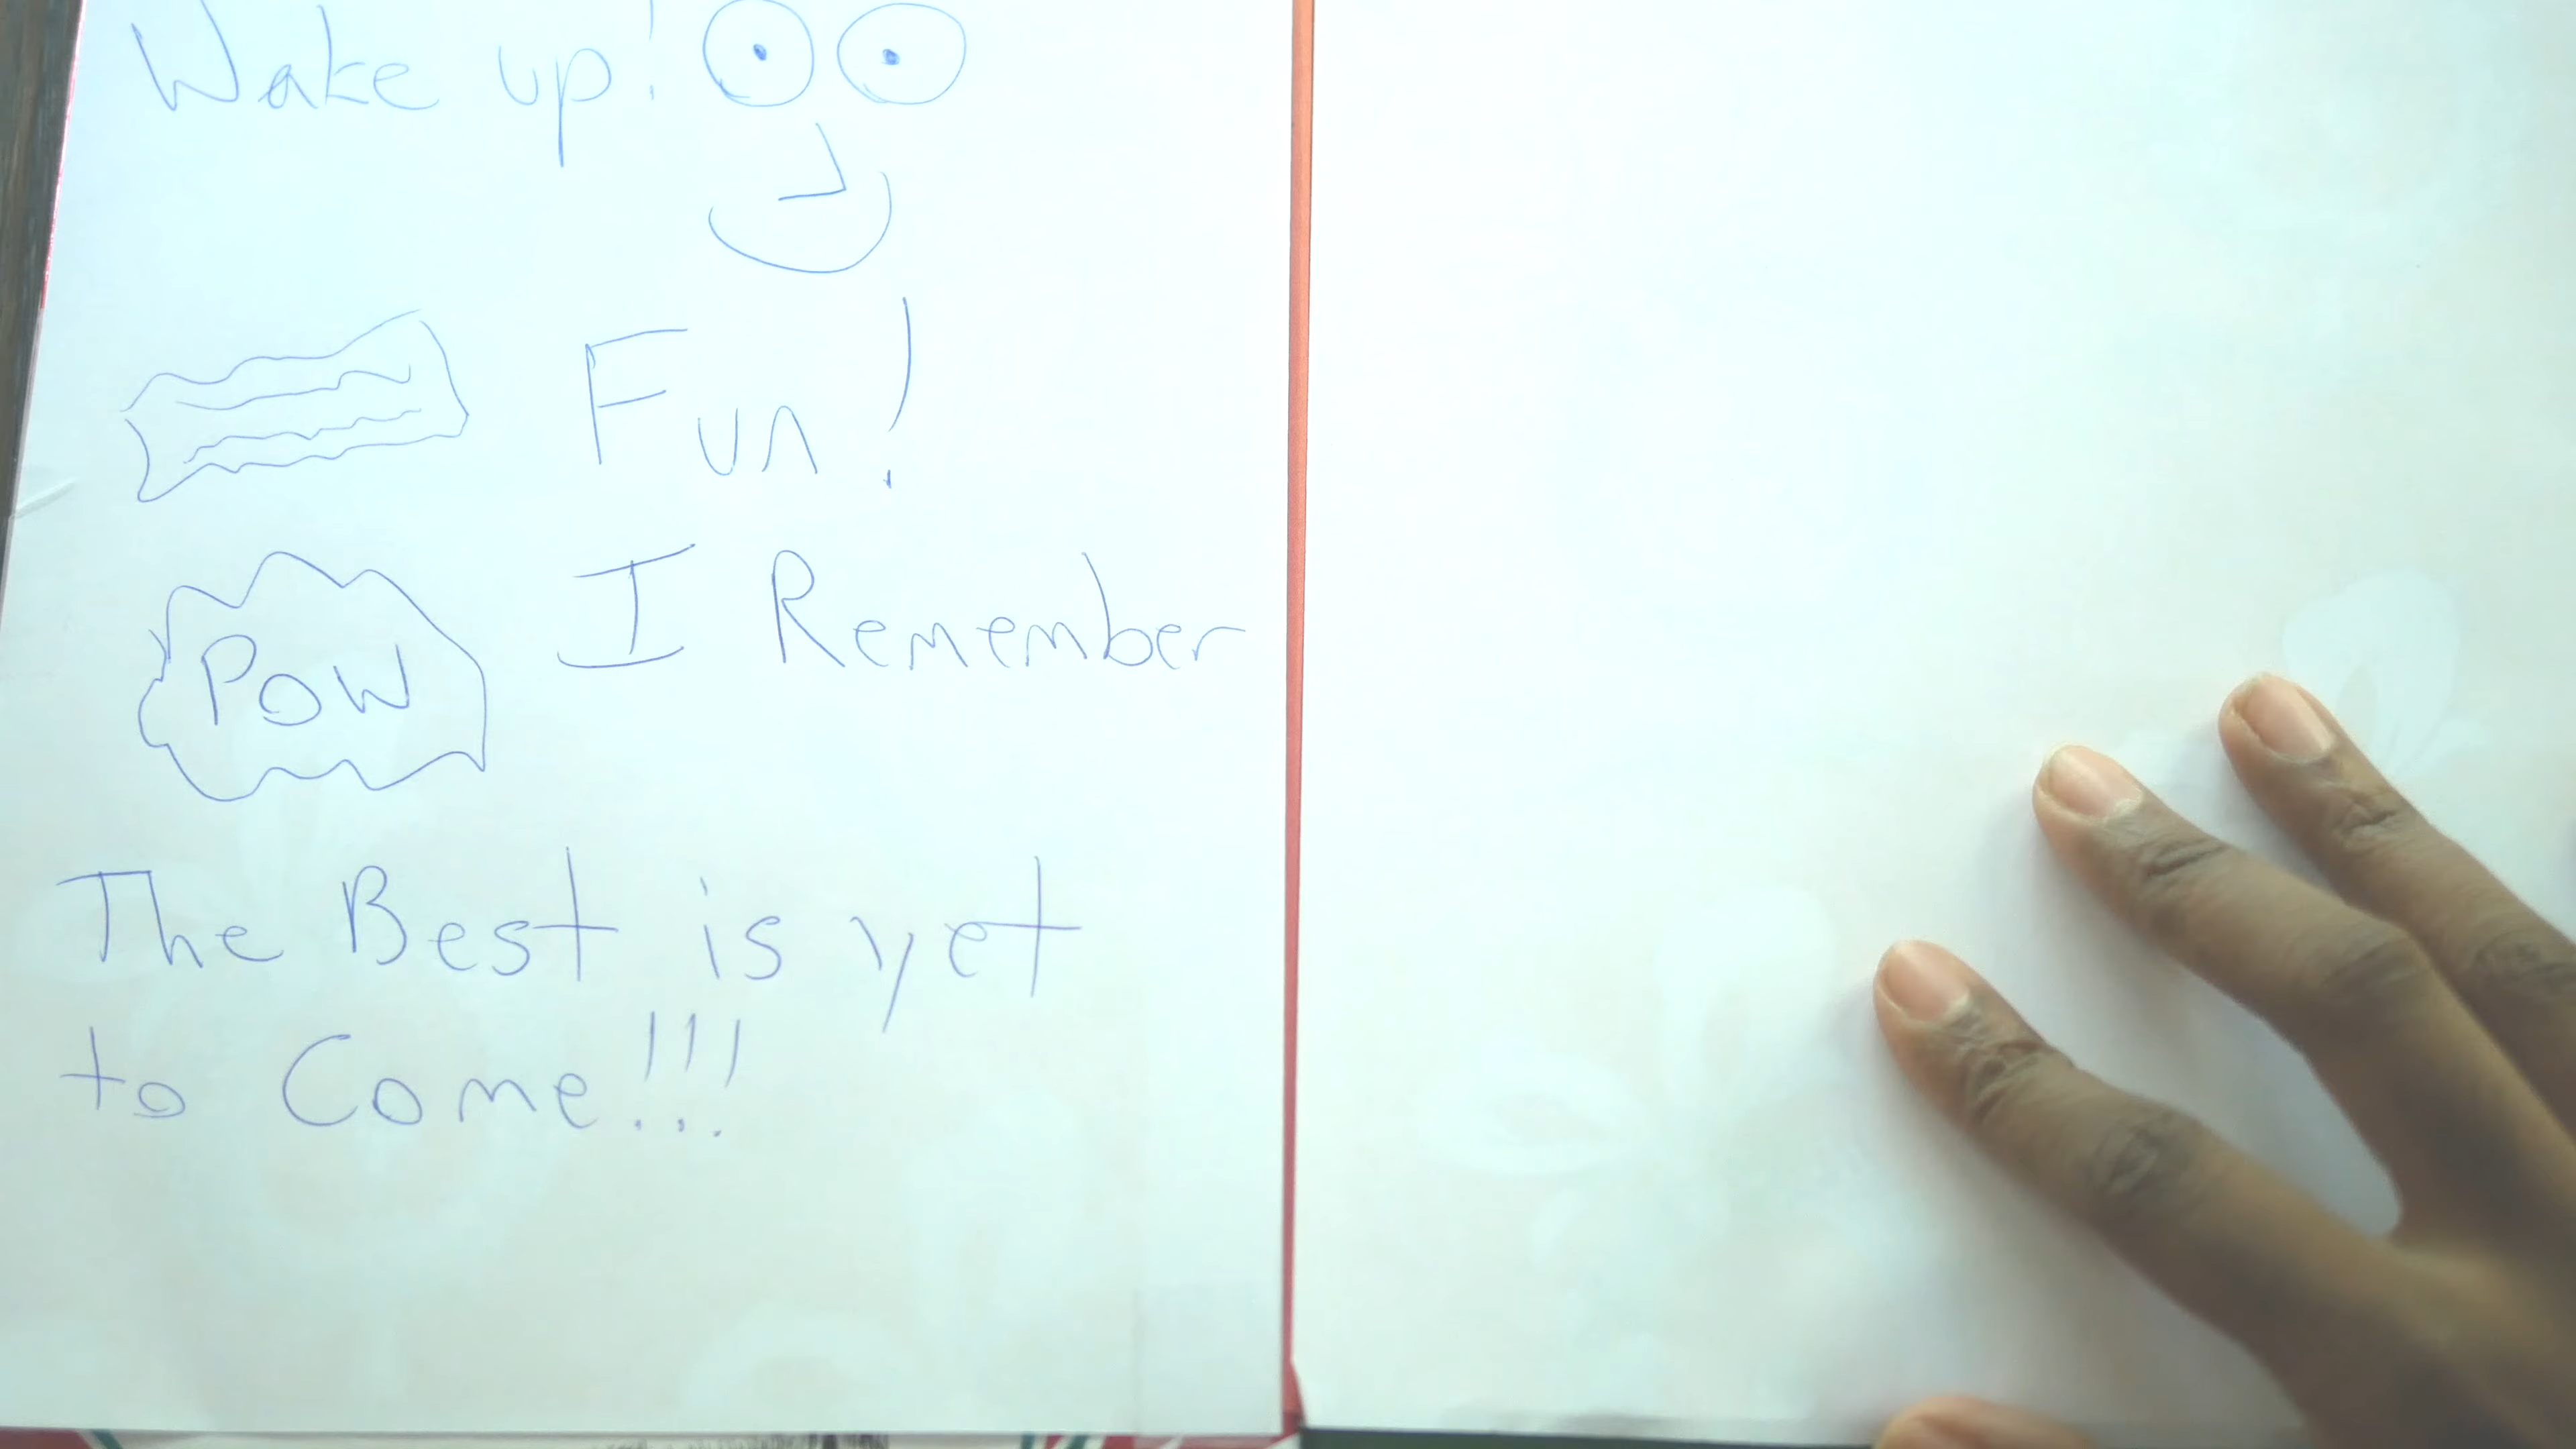 Wake up!
Fun!
I Remember
POW
The Best is yet
to Come!!!